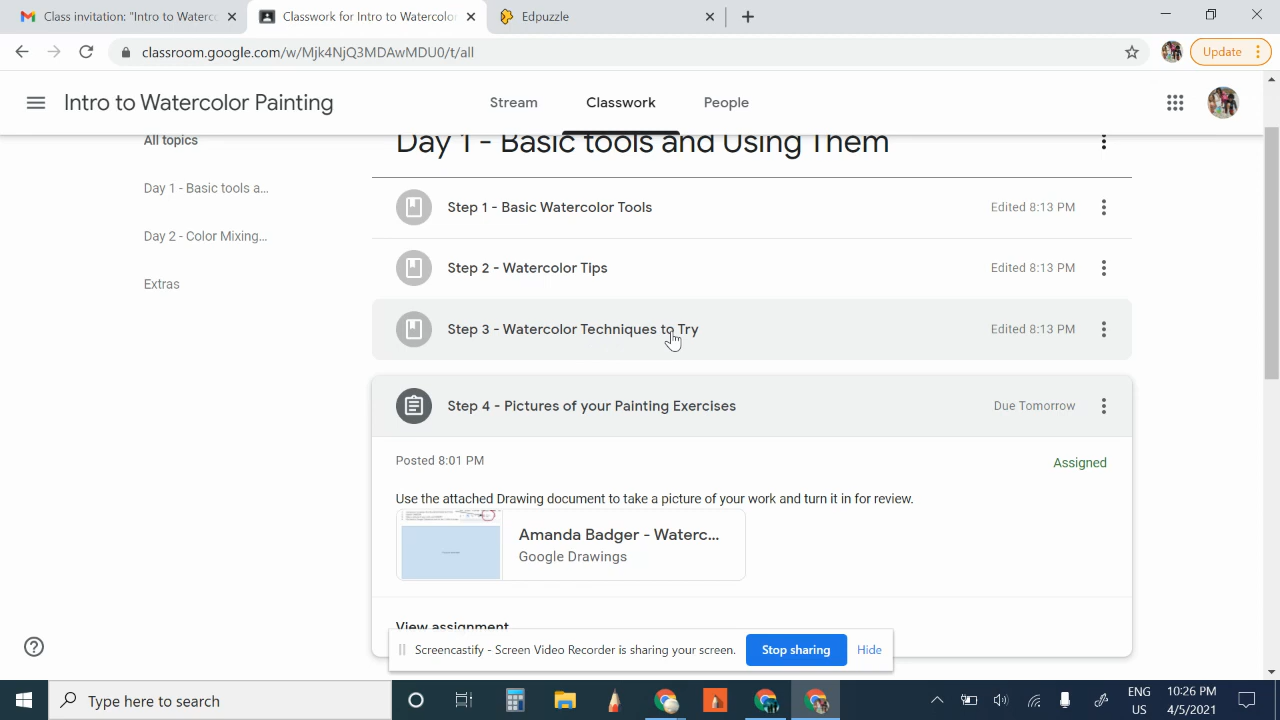 Class invitation: "Intro to Waterc
Classwork for Intro to Watercolor
Edpuzzle
classroom.google.com/w/Mjk4NjQ3MDAwMDU0/t/all
Update
Intro to Watercolor Painting
Stream
Classwork
People
All topics
Day 1 - Basic tools a...
Day 2 - Color Mixing...
Extras
Day 1 - Basic tools and Using Them
Step 1 - Basic Watercolor Tools
Edited 8:13 PM
Step 2 - Watercolor Tips
Edited 8:13 PM
Step 3 - Watercolor Techniques to Try
Edited 8:13 PM
Step 4 - Pictures of your Painting Exercises
Due Tomorrow
Posted 8:01 PM
Assigned
Use the attached Drawing document to take a picture of your work and turn it in for review.
Amanda Badger - Waterc...
Google Drawings
View assignment
Screencastify - Screen Video Recorder is sharing your screen.
Stop sharing
Hide
Type here to search
ENG
US
10:26 PM
4/5/2021